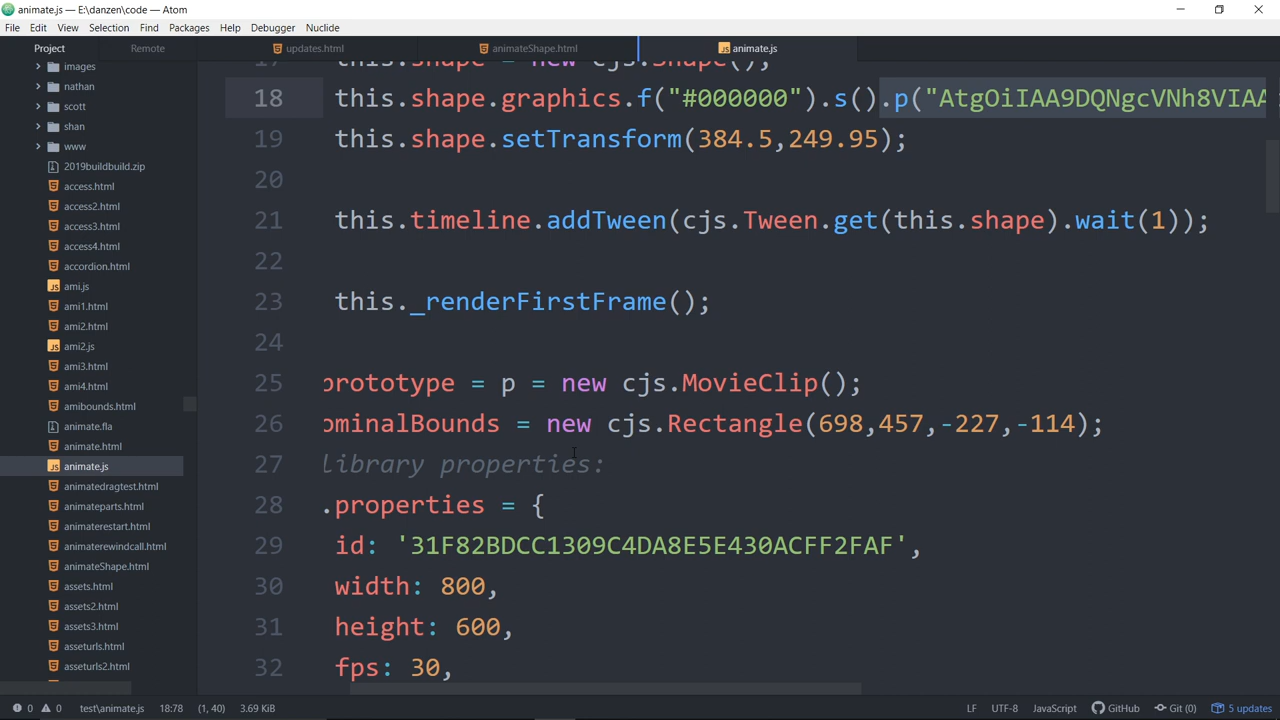 animate.js — E:\danzen\code — Atom
File Edit View Selection Find Packages Help Debugger Nuclide
Project Remote updates.html animateShape.html animate.js
images
nathan
scott
shan
www
2019buildbuild.zip
access.html
access2.html
access3.html
access4.html
accordion.html
ami.js
ami1.html
ami2.html
ami2.js
ami3.html
ami4.html
amibounds.html
animate.fla
animate.html
animate.js
animatedragtest.html
animateparts.html
animaterestart.html
animaterewindcall.html
animateShape.html
assets.html
assets2.html
assets3.html
asseturls.html
asseturls2.html
17 this.shape = new cjs.Shape();
18 this.shape.graphics.f("#000000").s().p("AtgOiIAA9DQNgcVNh8VIAA
19 this.shape.setTransform(384.5,249.95);
20
21 this.timeline.addTween(cjs.Tween.get(this.shape).wait(1));
22
23 this._renderFirstFrame();
24
25 prototype = p = new cjs.MovieClip();
26 ominalBounds = new cjs.Rectangle(698,457,-227,-114);
27 library properties:
28 .properties = {
29 id: '31F82BDCC1309C4DA8E5E430ACFF2FAF',
30 width: 800,
31 height: 600,
32 fps: 30,
0 0 test\animate.js 18:78 (1, 40) 3.69 KiB LF UTF-8 JavaScript GitHub Git (0) 5 updates